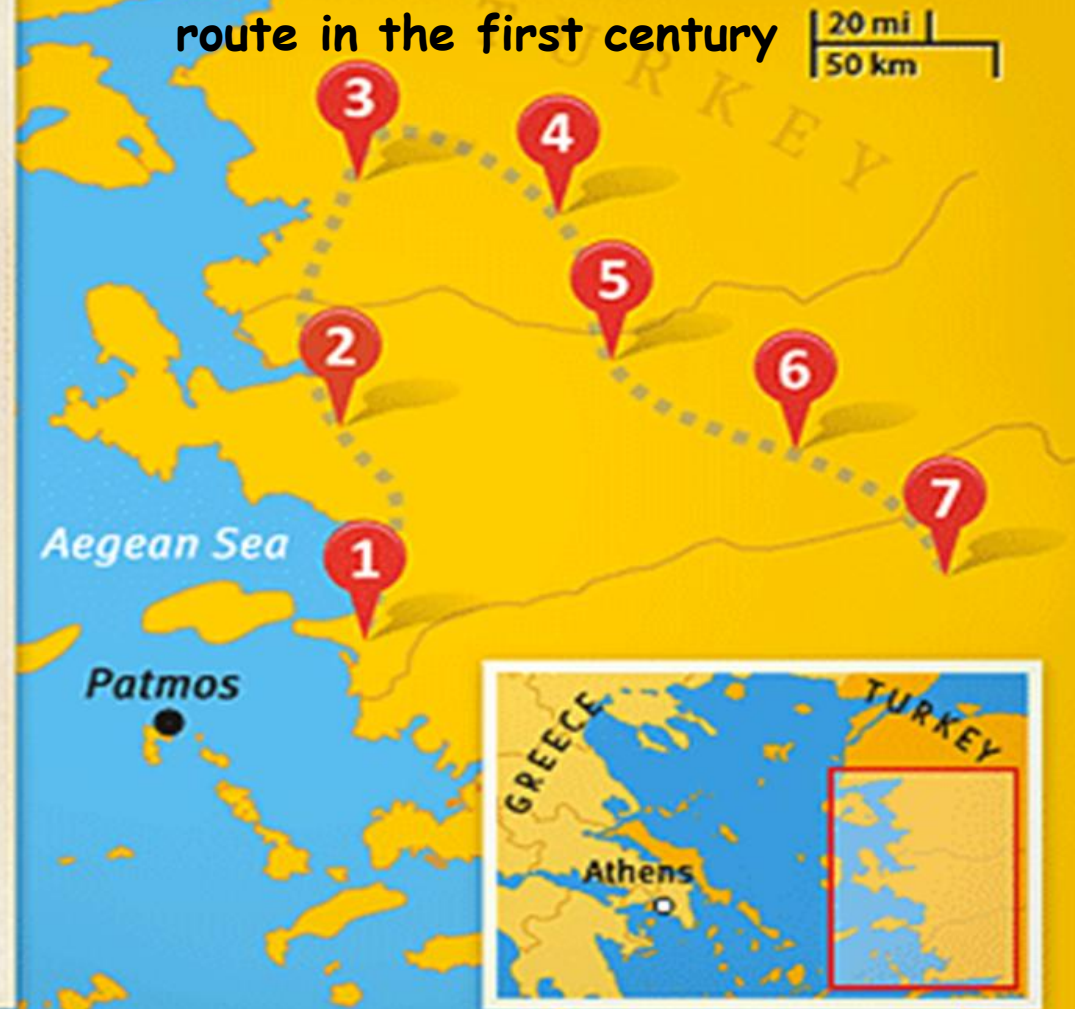 route in the first century
20 mi
50 km
TURKEY
3
4
5
2
6
7
1
Aegean Sea
Patmos
GREECE
TURKEY
Athens